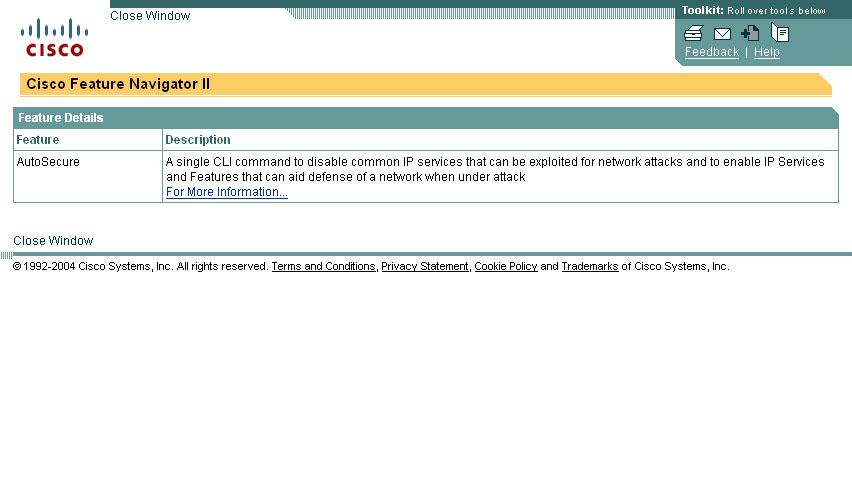 Close Window
Toolkit: Roll over tools below
CISCO
Feedback | Help
Cisco Feature Navigator II
Feature Details
Feature Description
AutoSecure A single CLI command to disable common IP services that can be exploited for network attacks and to enable IP Services
and Features that can aid defense of a network when under attack
For More Information...
Close Window
© 1992-2004 Cisco Systems, Inc. All rights reserved. Terms and Conditions, Privacy Statement, Cookie Policy and Trademarks of Cisco Systems, Inc.